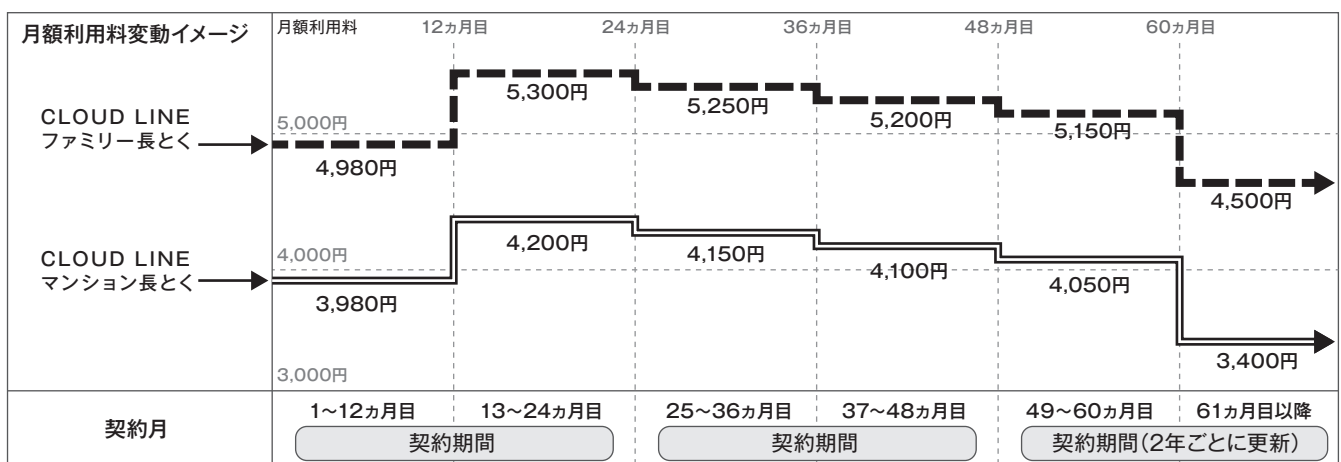 月額利用料変動イメージ
月額利用料
12ヵ月目
24ヵ月目
36ヵ月目
48ヵ月目
60ヵ月目
CLOUD LINE
ファミリー長とく
5,000円
4,980円
5,300円
5,250円
5,200円
5,150円
4,500円
CLOUD LINE
マンション長とく
4,000円
3,980円
4,200円
4,150円
4,100円
4,050円
3,400円
3,000円
契約月
1~12ヵ月目
13~24ヵ月目
25~36ヵ月目
37~48ヵ月目
49~60ヵ月目
61ヵ月目以降
契約期間
契約期間
契約期間(2年ごとに更新)